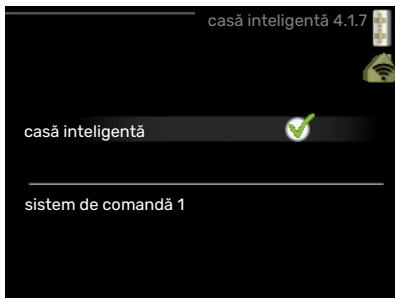 casă inteligentă 4.1.7
casă inteligentă
sistem de comandă 1